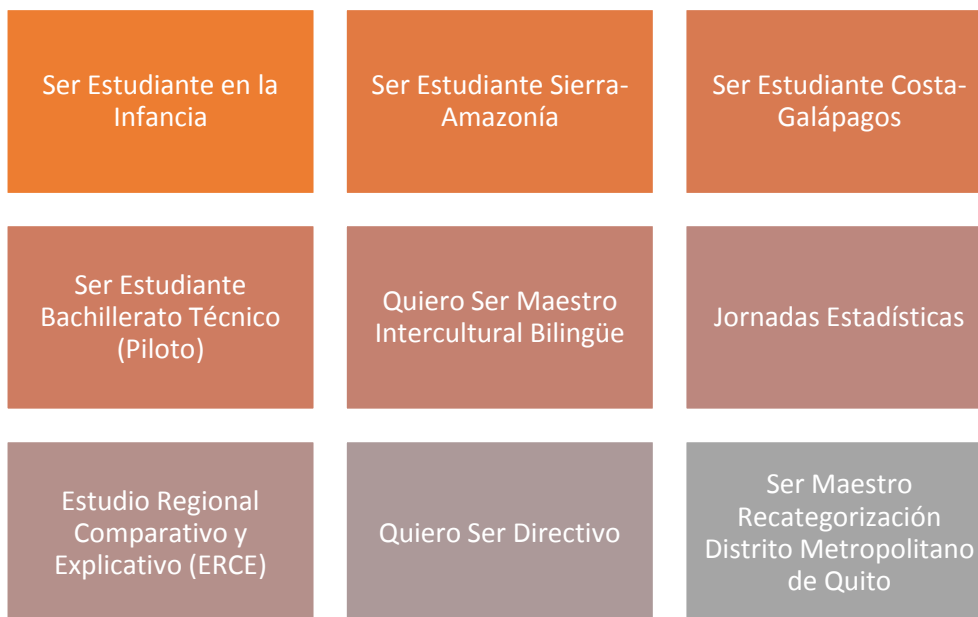 Ser Estudiante en la
Infancia
Ser Estudiante Sierra-
Amazonía
Ser Estudiante Costa-
Galápagos
Ser Estudiante
Bachillerato Técnico
(Piloto)
Quiero Ser Maestro
Intercultural Bilingüe
Jornadas Estadísticas
Estudio Regional
Comparativo y
Explicativo (ERCE)
Quiero Ser Directivo
Ser Maestro
Recategorización
Distrito Metropolitano
de Quito